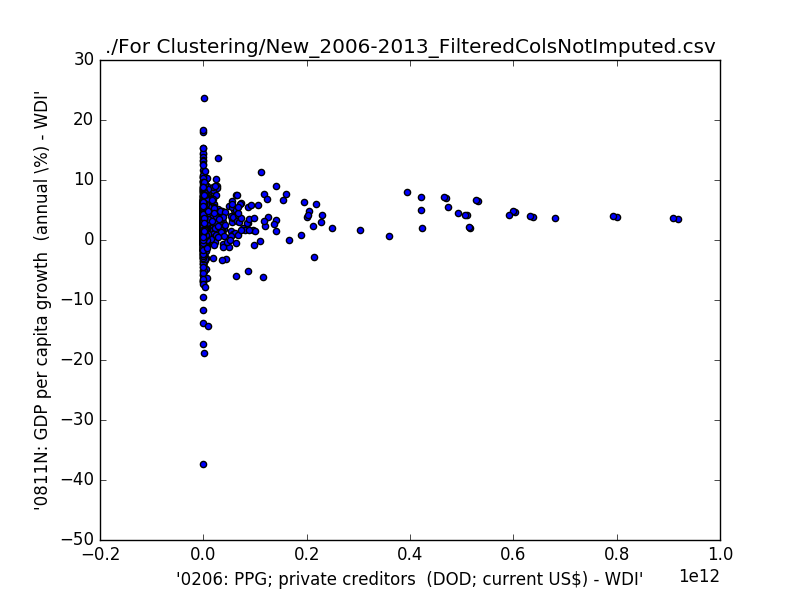 ./For Clustering/New_2006-2013_FilteredColsNotImputed.csv
30
20
10
0
−10
−20
−30
−40
−50
'0811N: GDP per capita growth  (annual \%) - WDI'
−0.2 0.0 0.2 0.4 0.6 0.8 1.0
1e12
'0206: PPG; private creditors  (DOD; current US$) - WDI'